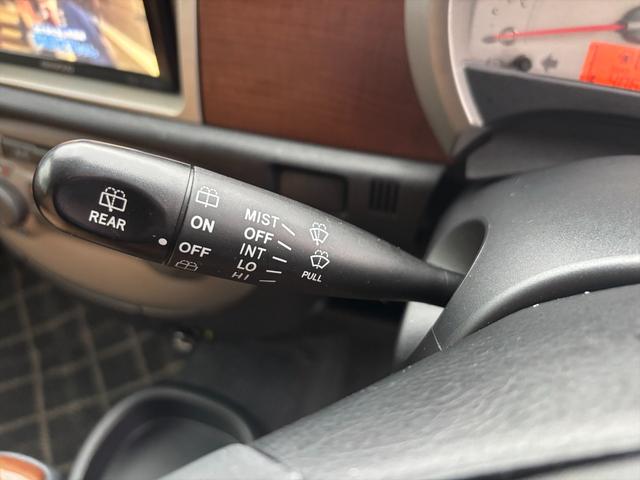 REAR
ON
OFF
MIST
OFF
INT
LO
HI
PULL